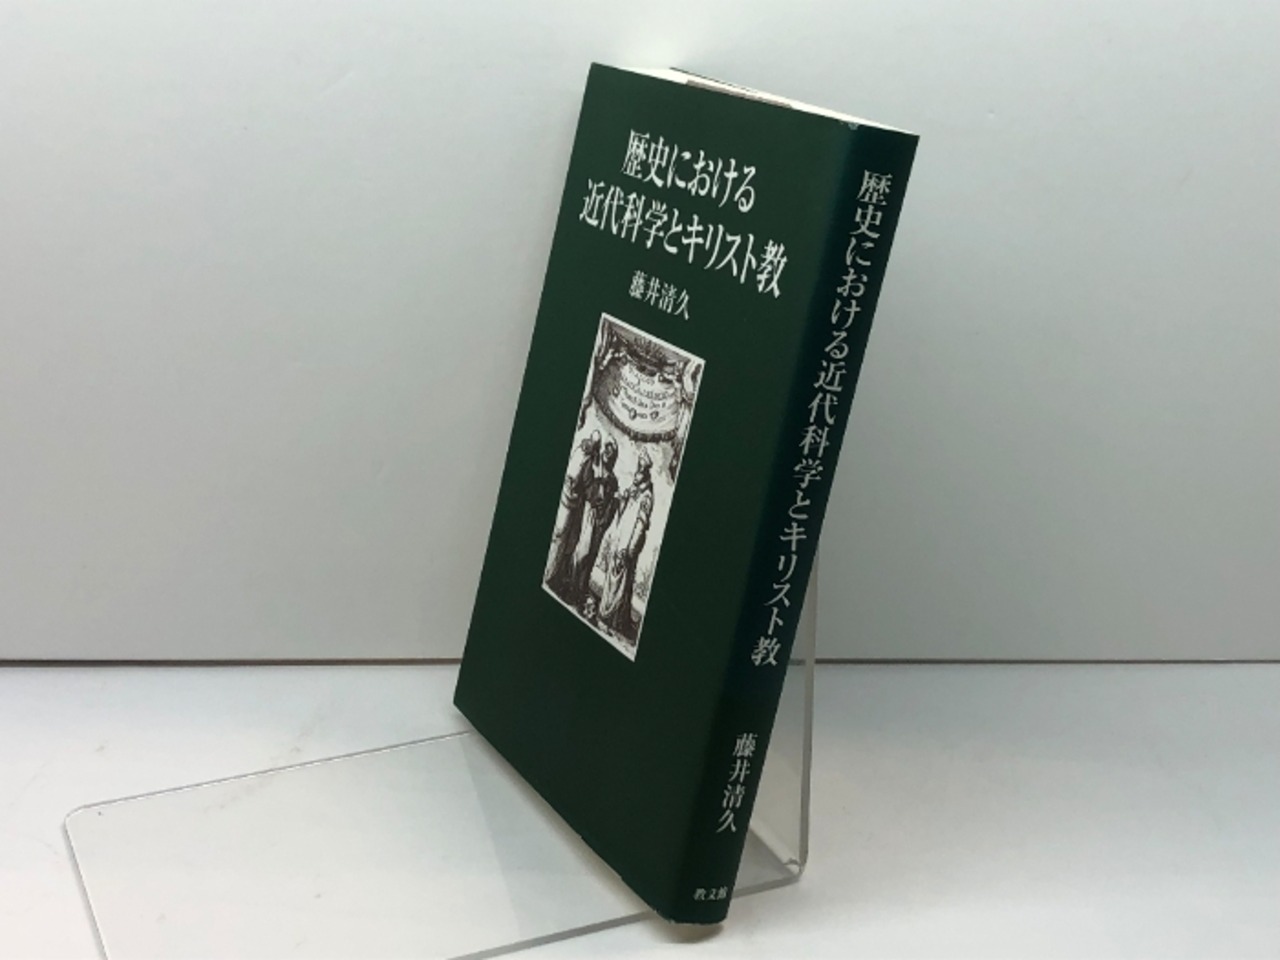 歴史における
近代科学とキリスト教
藤井清久
歴史における近代科学とキリスト教
藤井清久
教文館